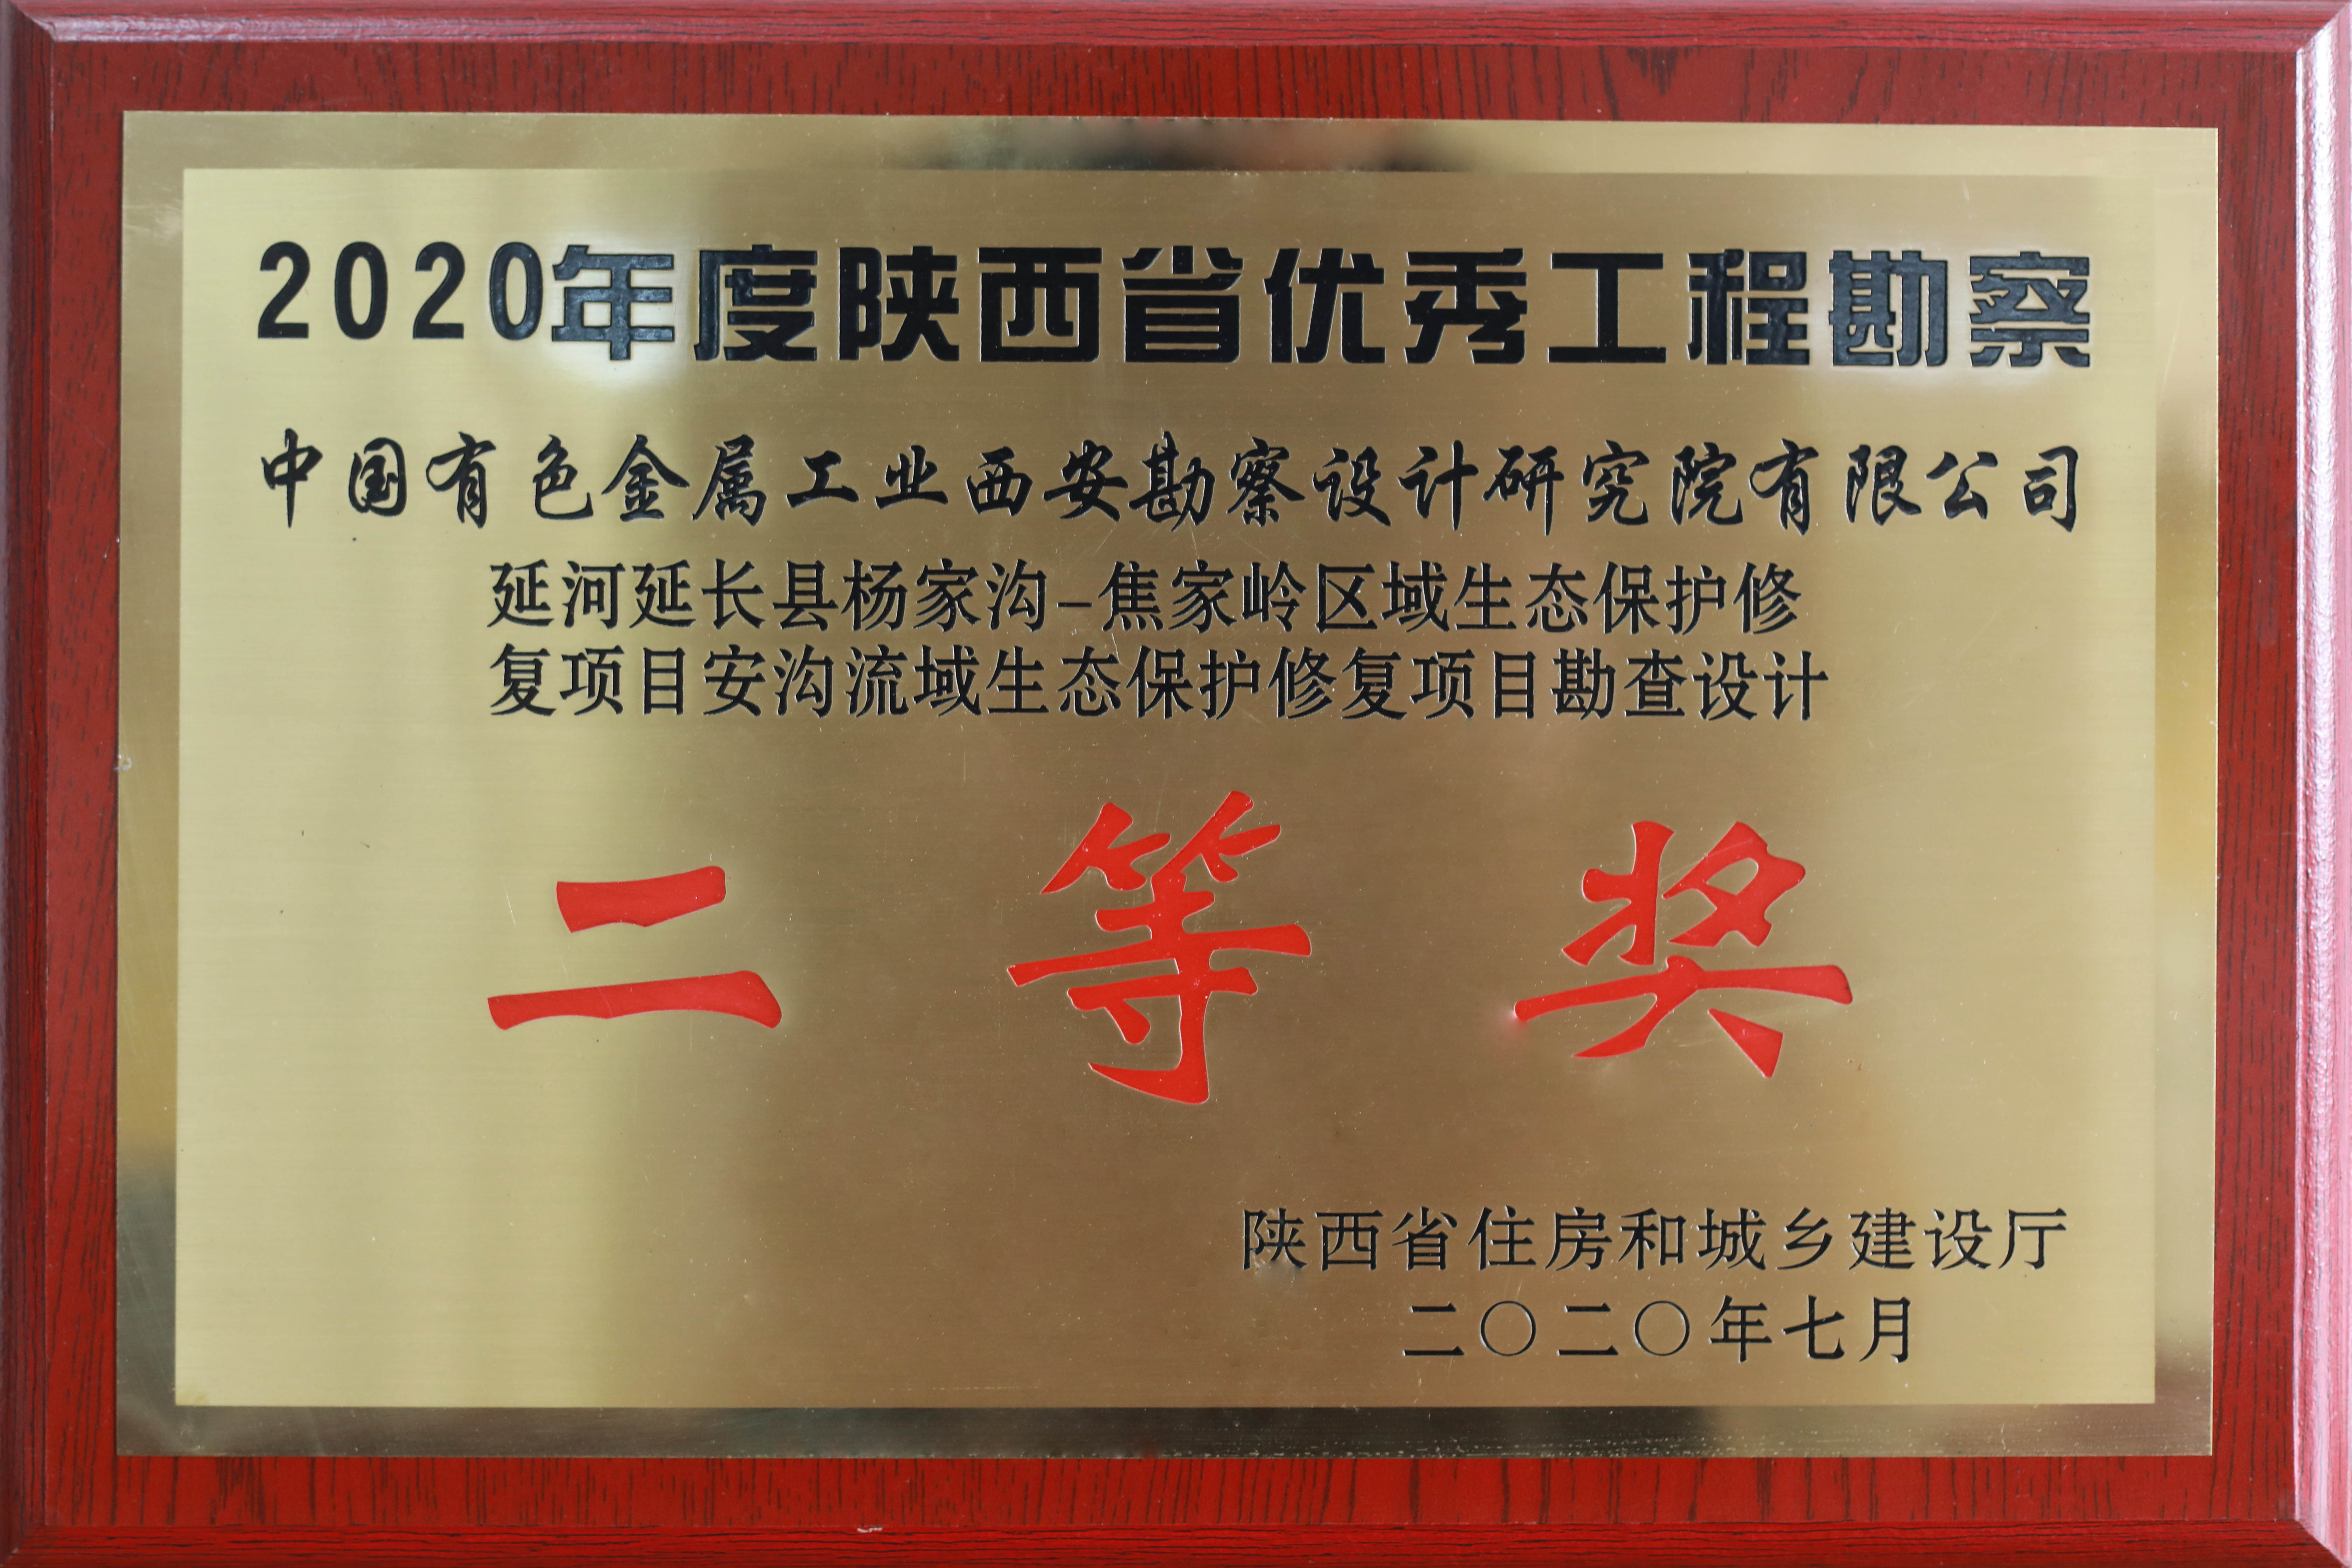 2020年度陕西省优秀工程勘察
中国有色金属工业西安勘察设计研究院有限公司
延河延长县杨家沟-焦家岭区域生态保护修
复项目安沟流域生态保护修复项目勘查设计
二等奖
陕西省住房和城乡建设厅
二〇二〇年七月